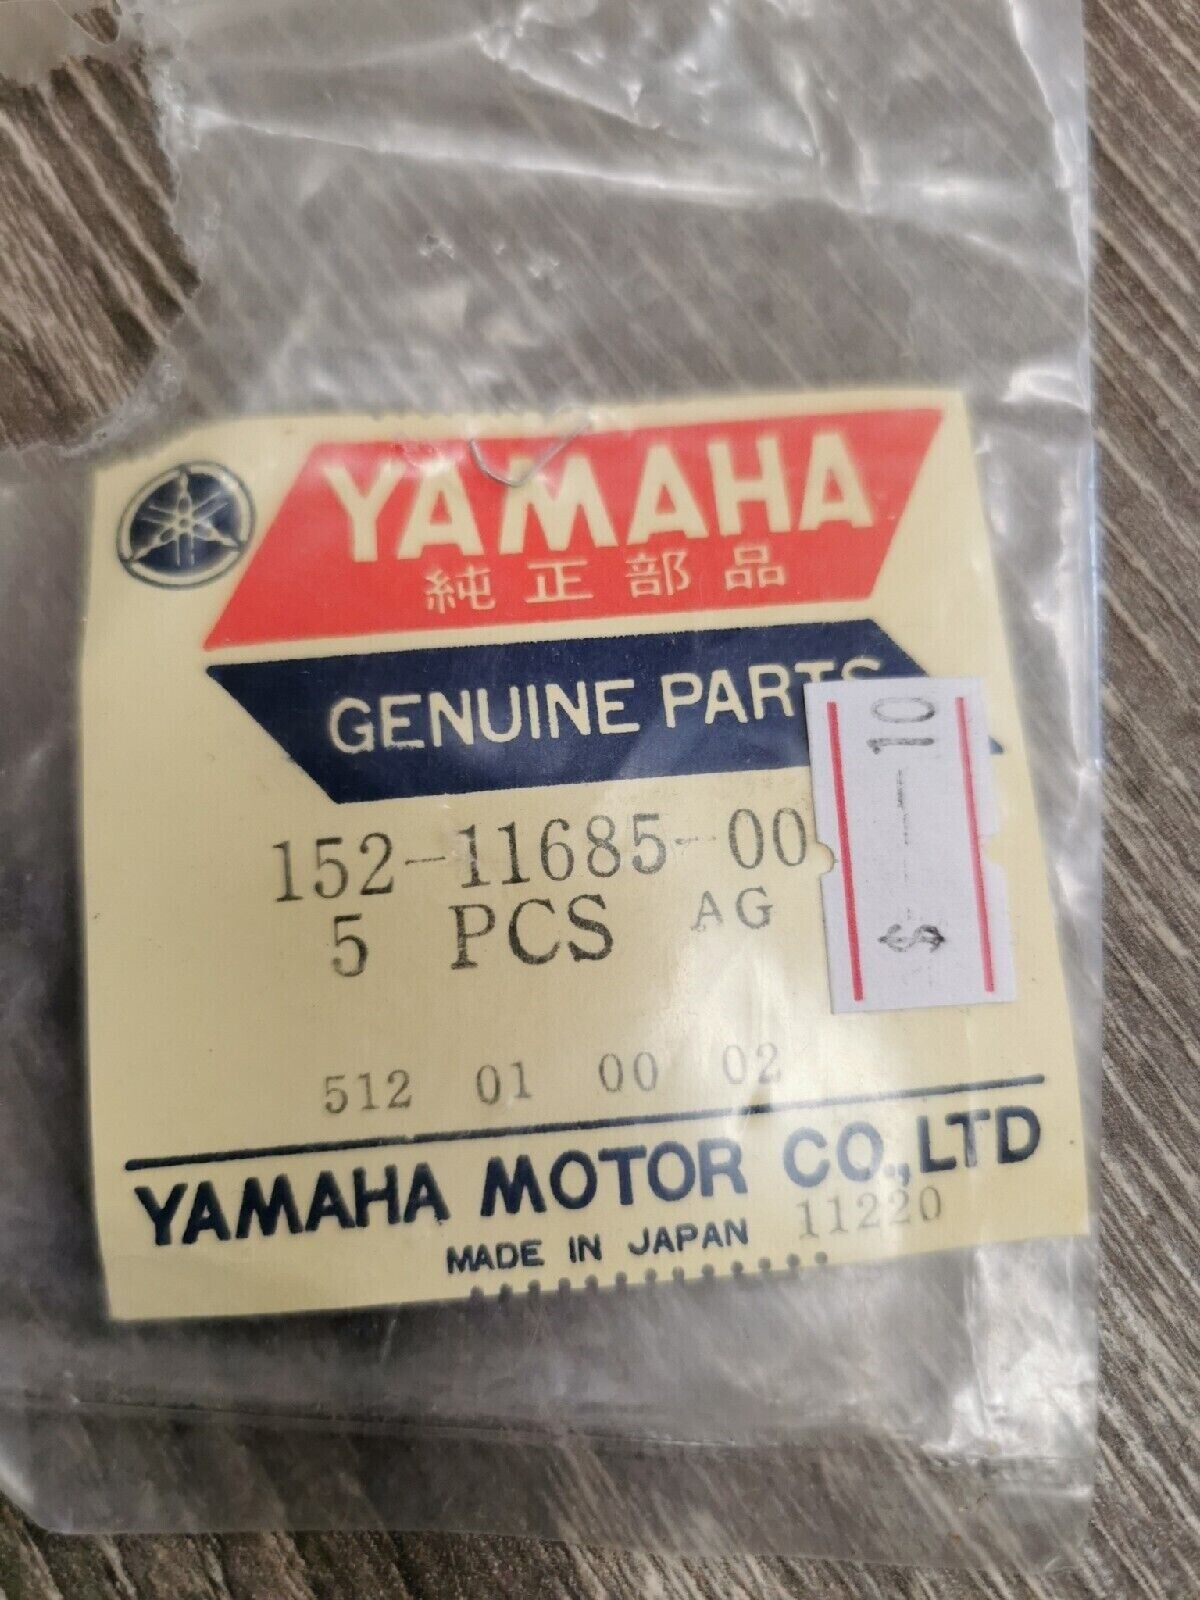 YAMAHA
純正部品
GENUINE PARTS
152-11685-00
5 PCS AG
$ -- 10
512 01 00 02
YAMAHA MOTOR CO., LTD
MADE IN JAPAN 11220